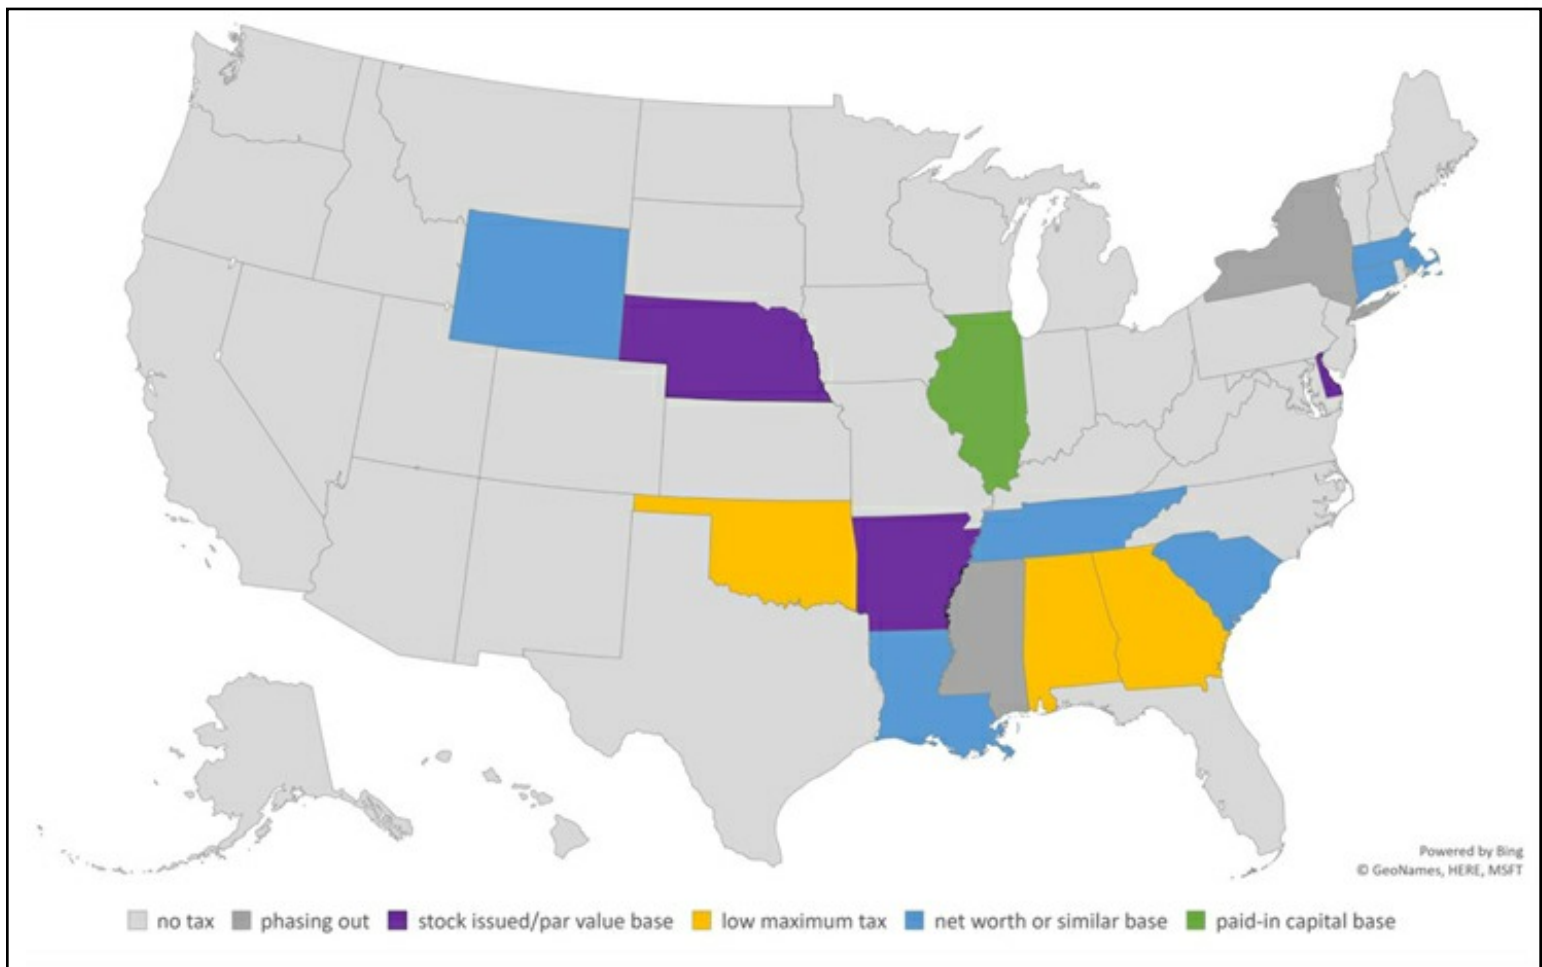 Powered by Bing
© GeoNames, HERE, MSFT
no tax phasing out stock issued/par value base low maximum tax net worth or similar base paid-in capital base